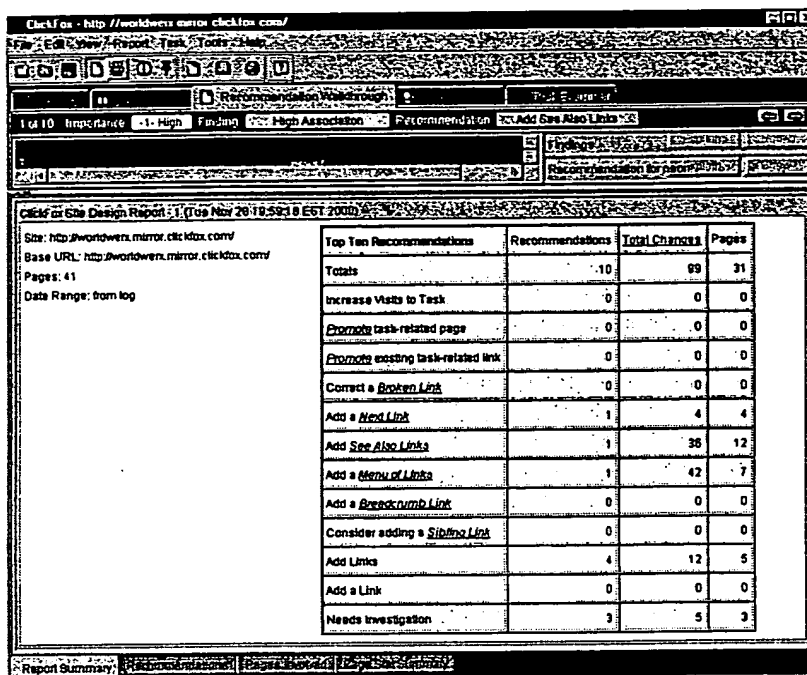 ClickFox - http://worldwerx.mirror.clickfox.com/
File Edit View Report Task Tools Help
Recommendation Walkthrough
1 of 10 Importance -1- High Finding High Association Recommendation Add See Also Links
Findings
ClickFox Site Design Report - 1 (Tue Nov 28 19:59:18 EST 2000)
Site: http://worldwerx.mirror.clickfox.com/
Base URL: http://worldwerx.mirror.clickfox.com/
Pages: 41
Date Range: from log
Top Ten Recommendations Recommendations Total Changes Pages
Totals 10 99 31
Increase Visits to Task 0 0 0
Promote task-related page 0 0 0
Promote existing task-related link 0 0 0
Correct a Broken Link 0 0 0
Add a Next Link 1 4 4
Add See Also Links 1 36 12
Add a Menu of Links 1 42 7
Add a Breadcrumb Link 0 0 0
Consider adding a Sibling Link 0 0 0
Add Links 4 12 5
Add a Link 0 0 0
Needs Investigation 3 5 3
Report Summary